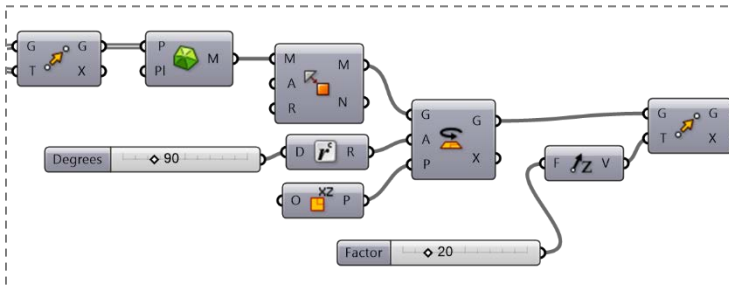 G G
T X
P M
Pl
M M
A
R N
Degrees 90
D r^c R
G G
A
P X
XZ
O P
F Z V
G G
T X
Factor 20